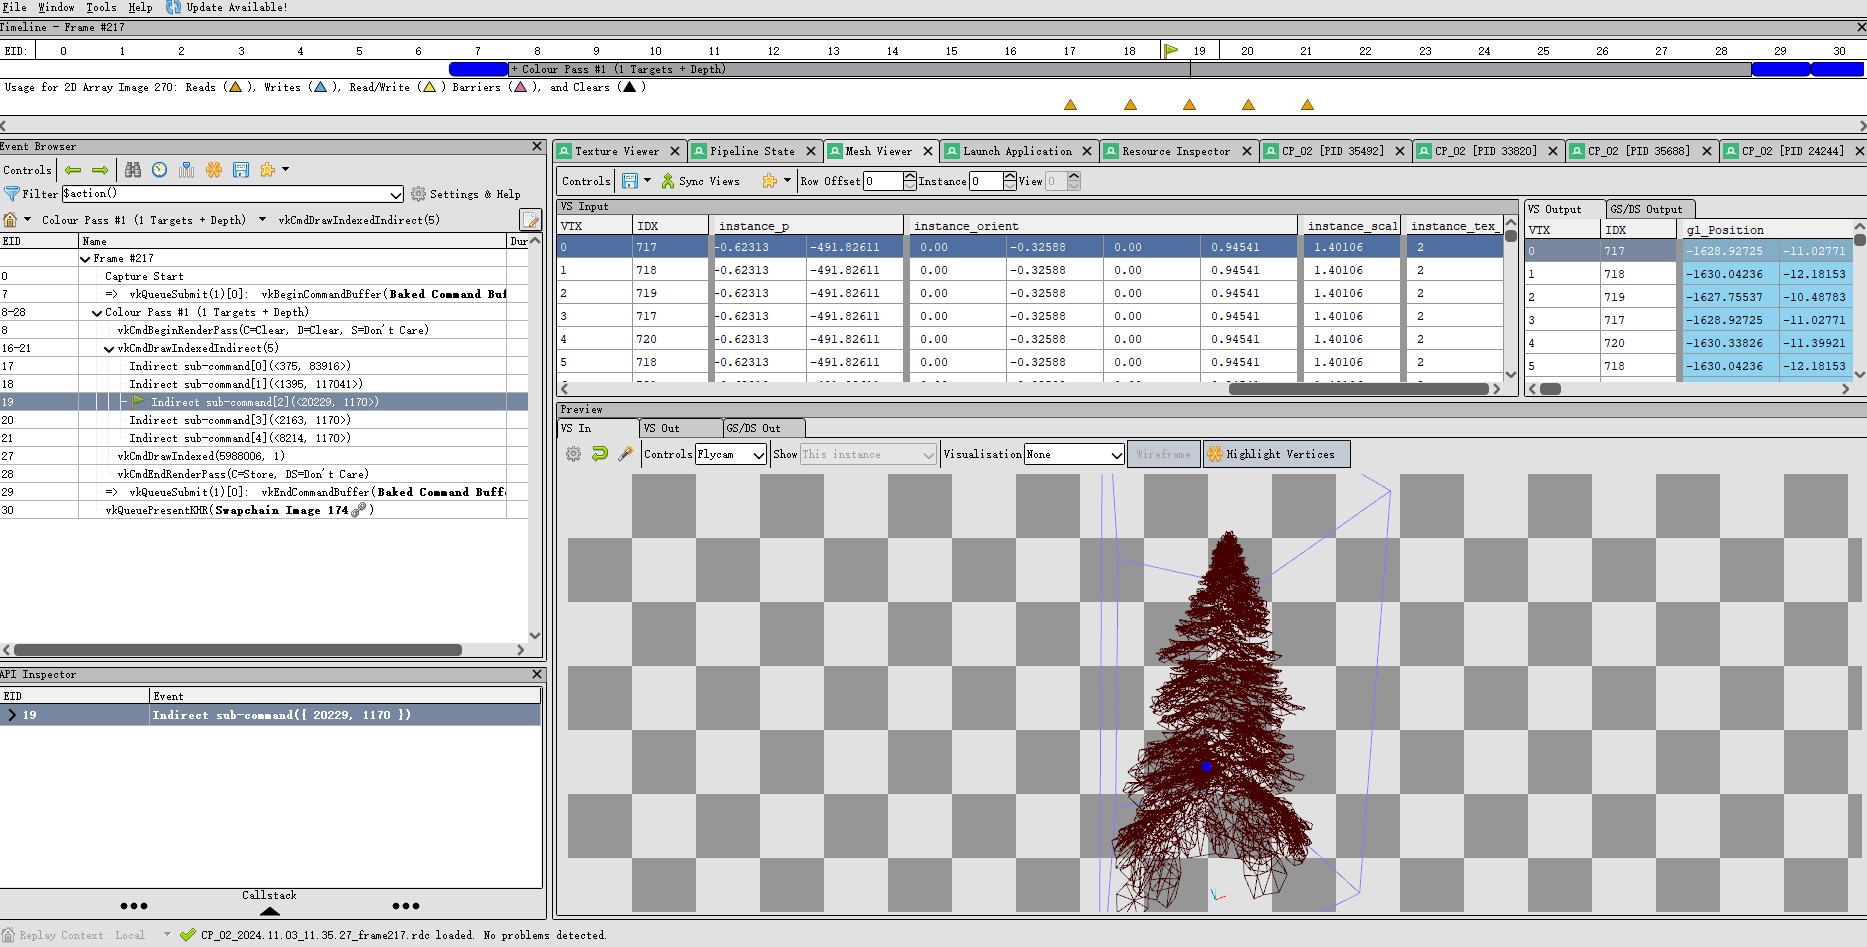 File Window Tools Help Update Available!
Timeline - Frame #217
EID: 0 1 2 3 4 5 6 7 8 9 10 11 12 13 14 15 16 17 18 19 20 21 22 23 24 25 26 27 28 29 30
+ Colour Pass #1 (1 Targets + Depth)
Usage for 2D Array Image 270: Reads ( ), Writes ( ), Read/Write ( ) Barriers ( ), and Clears ( )
Event Browser
Controls
Filter $action() Settings & Help
Colour Pass #1 (1 Targets + Depth) vkCmdDrawIndexedIndirect(5)
EID Name Dur
Frame #217
0 Capture Start
7 => vkQueueSubmit(1)[0]: vkBeginCommandBuffer(Baked Command Buf
8-28 Colour Pass #1 (1 Targets + Depth)
8 vkCmdBeginRenderPass(C=Clear, D=Clear, S=Don't Care)
16-21 vkCmdDrawIndexedIndirect(5)
17 Indirect sub-command[0](<375, 83916>)
18 Indirect sub-command[1](<1395, 117041>)
19 Indirect sub-command[2](<20229, 1170>)
20 Indirect sub-command[3](<2163, 1170>)
21 Indirect sub-command[4](<8214, 1170>)
27 vkCmdDrawIndexed(5988006, 1)
28 vkCmdEndRenderPass(C=Store, DS=Don't Care)
29 => vkQueueSubmit(1)[0]: vkEndCommandBuffer(Baked Command Buff
30 vkQueuePresentKHR(Swapchain Image 174 )
API Inspector
EID Event
19 Indirect sub-command({ 20229, 1170 })
Callstack
Texture Viewer Pipeline State Mesh Viewer Launch Application Resource Inspector CP_02 [PID 35492] CP_02 [PID 33820] CP_02 [PID 35688] CP_02 [PID 24244]
Controls Sync Views Row Offset 0 Instance 0 View 0
VS Input
VTX IDX instance_p instance_orient instance_scal instance_tex_
0 717 -0.62313 -491.82611 0.00 -0.32588 0.00 0.94541 1.40106 2
1 718 -0.62313 -491.82611 0.00 -0.32588 0.00 0.94541 1.40106 2
2 719 -0.62313 -491.82611 0.00 -0.32588 0.00 0.94541 1.40106 2
3 717 -0.62313 -491.82611 0.00 -0.32588 0.00 0.94541 1.40106 2
4 720 -0.62313 -491.82611 0.00 -0.32588 0.00 0.94541 1.40106 2
5 718 -0.62313 -491.82611 0.00 -0.32588 0.00 0.94541 1.40106 2
VS Output GS/DS Output
VTX IDX gl_Position
0 717 -1628.92725 -11.02771
1 718 -1630.04236 -12.18153
2 719 -1627.75537 -10.48783
3 717 -1628.92725 -11.02771
4 720 -1630.33826 -11.39921
5 718 -1630.04236 -12.18153
Preview
VS In VS Out GS/DS Out
Controls Flycam Show This instance Visualisation None Wireframe Highlight Vertices
Replay Context: Local CP_02_2024.11.03_11.35.27_frame217.rdc loaded. No problems detected.